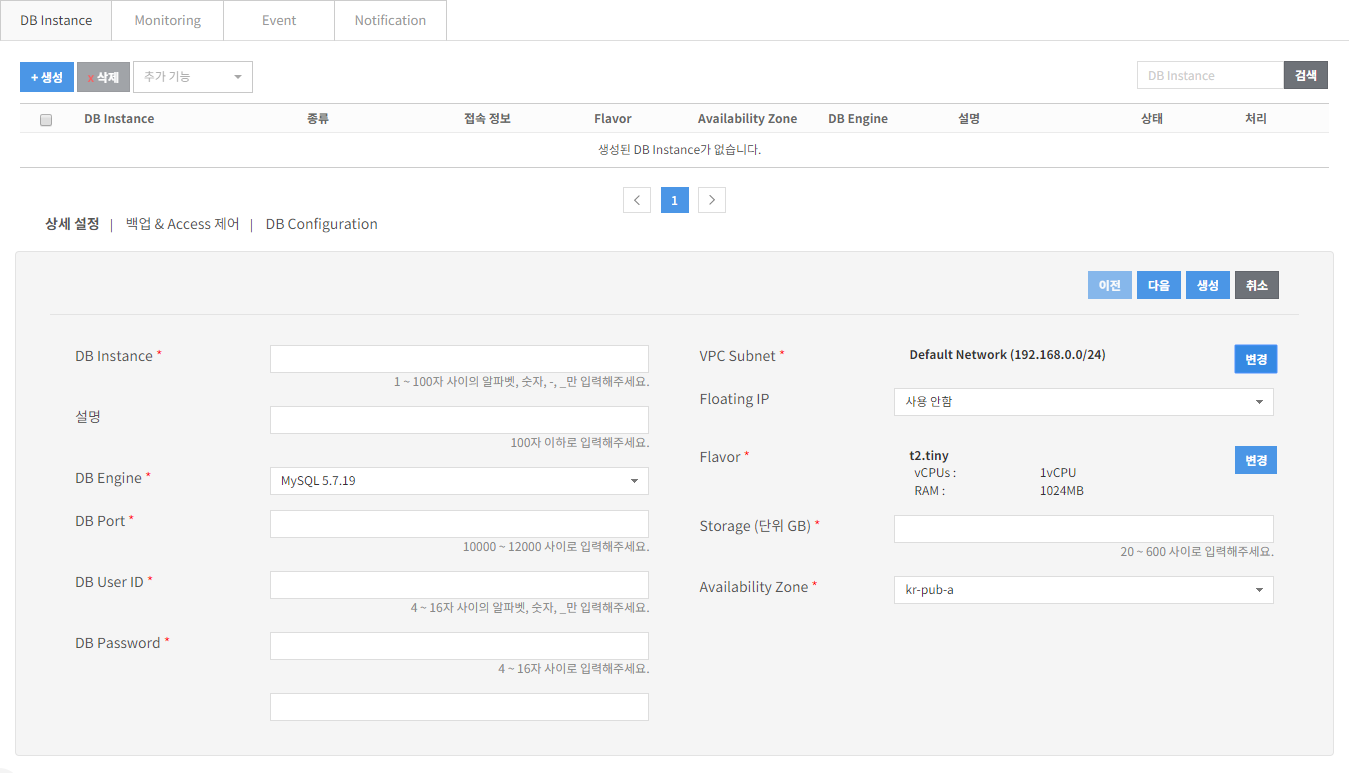 DB Instance Monitoring Event Notification
+ 생성 x 삭제 추가 기능 DB Instance 검색
DB Instance 종류 접속 정보 Flavor Availability Zone DB Engine 설명 상태 처리
생성된 DB Instance가 없습니다.
< 1 >
상세 설정 | 백업 & Access 제어 | DB Configuration
이전 다음 생성 취소
DB Instance *
1 ~ 100자 사이의 알파벳, 숫자, -, _만 입력해주세요.
설명
100자 이하로 입력해주세요.
DB Engine * MySQL 5.7.19
DB Port *
10000 ~ 12000 사이로 입력해주세요.
DB User ID *
4 ~ 16자 사이의 알파벳, 숫자, _만 입력해주세요.
DB Password *
4 ~ 16자 사이로 입력해주세요.
VPC Subnet * Default Network (192.168.0.0/24) 변경
Floating IP 사용 안함
Flavor * t2.tiny 변경
vCPUs : 1vCPU
RAM : 1024MB
Storage (단위 GB) *
20 ~ 600 사이로 입력해주세요.
Availability Zone * kr-pub-a